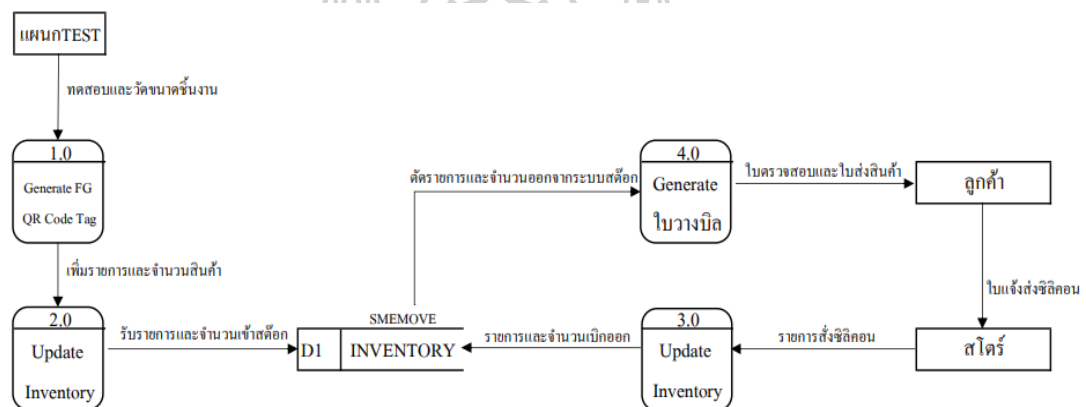 แผนกTEST
ทดสอบและวัดขนาดชิ้นงาน
1.0
Generate FG
QR Code Tag
เพิ่มรายการและจำนวนสินค้า
2.0
Update
Inventory
รับรายการและจำนวนเข้าสต๊อก
SMEMOVE
D1 INVENTORY
ตัดรายการและจำนวนออกจากระบบสต๊อก
4.0
Generate
ใบวางบิล
ใบตรวจสอบและใบส่งสินค้า
ลูกค้า
ใบแจ้งส่งซิลิคอน
สโตร์
รายการสั่งซิลิคอน
3.0
Update
Inventory
รายการและจำนวนเบิกออก